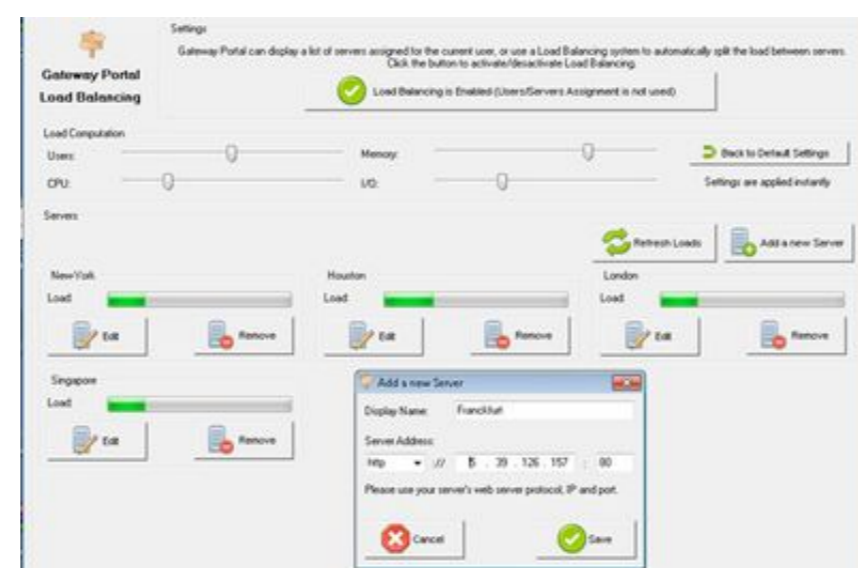 Settings
Gateway Portal can display a list of servers assigned for the current user, or use a Load Balancing system to automatically split the load between servers.
Click the button to activate/desactivate Load Balancing.
Gateway Portal
Load Balancing
Load Balancing is Enabled (Users/Servers Assignment is not used)
Load Computation
Users: Memory: Back to Default Settings
CPU: I/O: Settings are applied instantly
Servers
Refresh Loads Add a new Server
New-York Houston London
Load Load Load
Edit Remove Edit Remove Edit Remove
Singapore
Load
Edit Remove
Add a new Server
Display Name: Franckfurt
Server Address:
http :// 5 . 39 . 126 . 157 : 80
Please use your server's web server protocol, IP and port.
Cancel Save